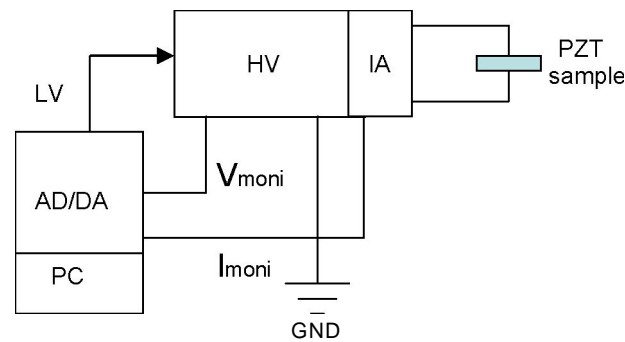 HV
IA
PZT
sample
LV
AD/DA
Vmoni
PC
Imoni
GND